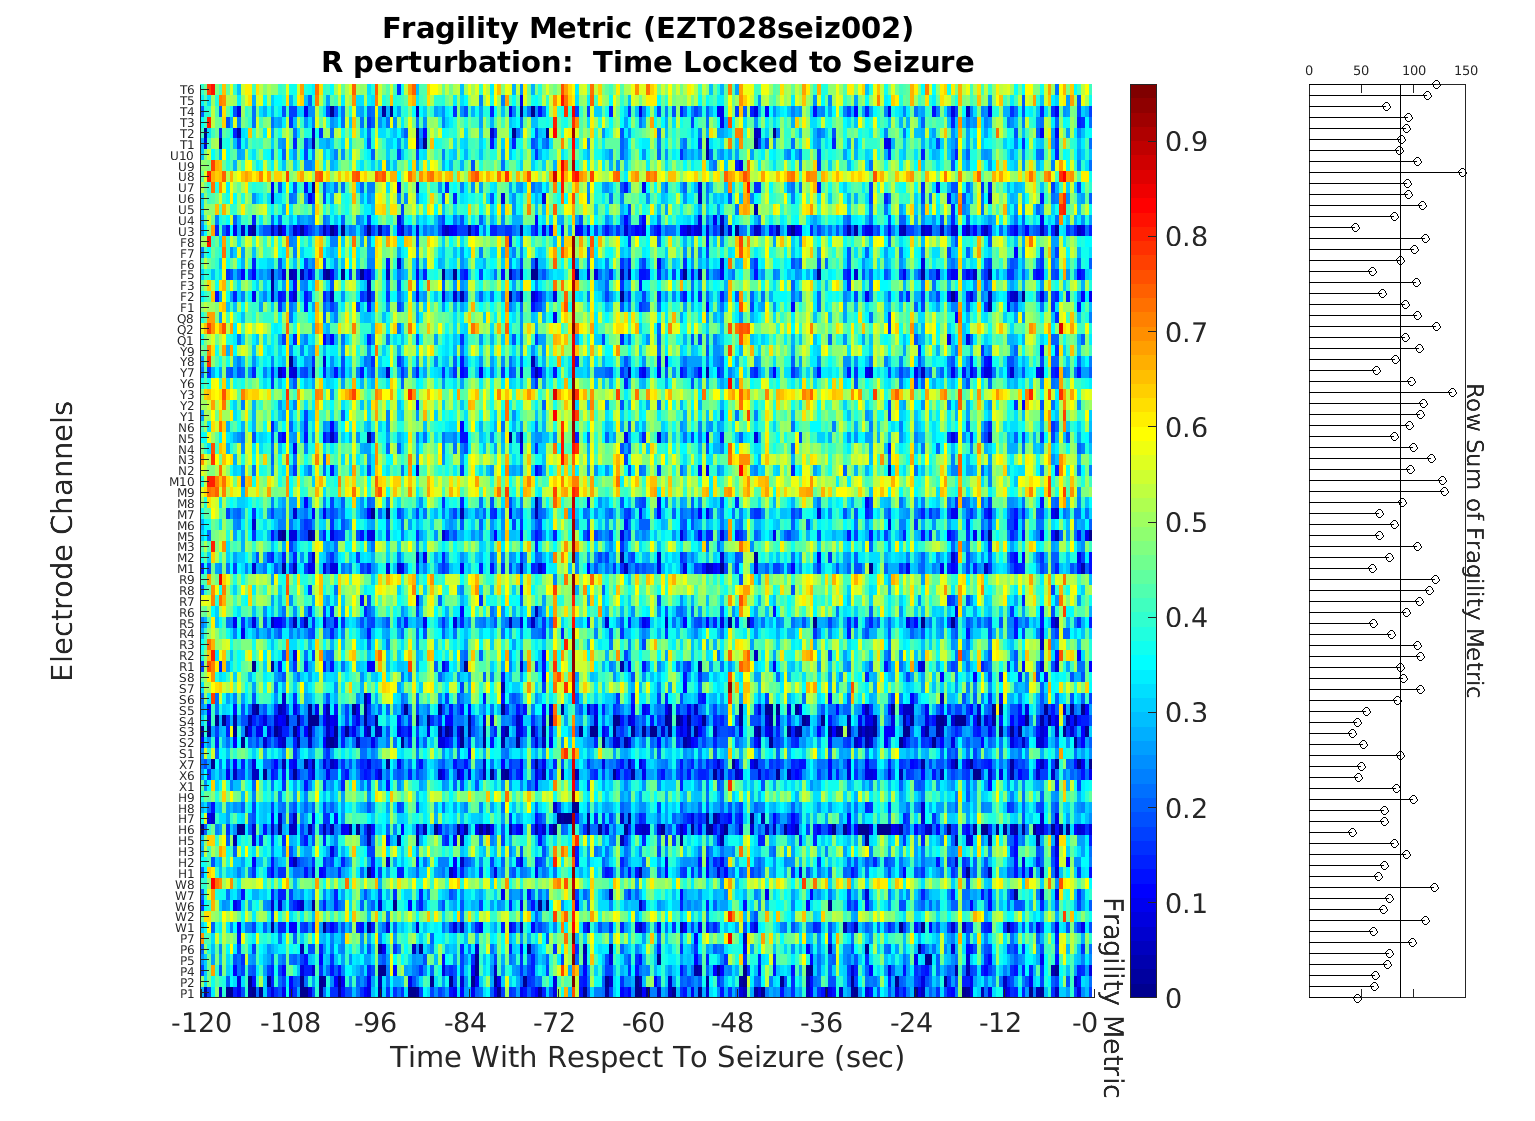 Fragility Metric (EZT028seiz002)
R perturbation:  Time Locked to Seizure
0 50 100 150
Electrode Channels
T6
T5
T4
T3
T2
T1
U10
U9
U8
U7
U6
U5
U4
U3
F8
F7
F6
F5
F3
F2
F1
Q8
Q2
Q1
Y9
Y8
Y7
Y6
Y3
Y2
Y1
N6
N5
N4
N3
N2
M10
M9
M8
M7
M6
M5
M3
M2
M1
R9
R8
R7
R6
R5
R4
R3
R2
R1
S8
S7
S6
S5
S4
S3
S2
S1
X7
X6
X1
H9
H8
H7
H6
H5
H3
H2
H1
W8
W7
W6
W2
W1
P7
P6
P5
P4
P2
P1
-120 -108 -96 -84 -72 -60 -48 -36 -24 -12 -0
Time With Respect To Seizure (sec)
0.9
0.8
0.7
0.6
0.5
0.4
0.3
0.2
0.1
0
Fragility Metric
Row Sum of Fragility Metric